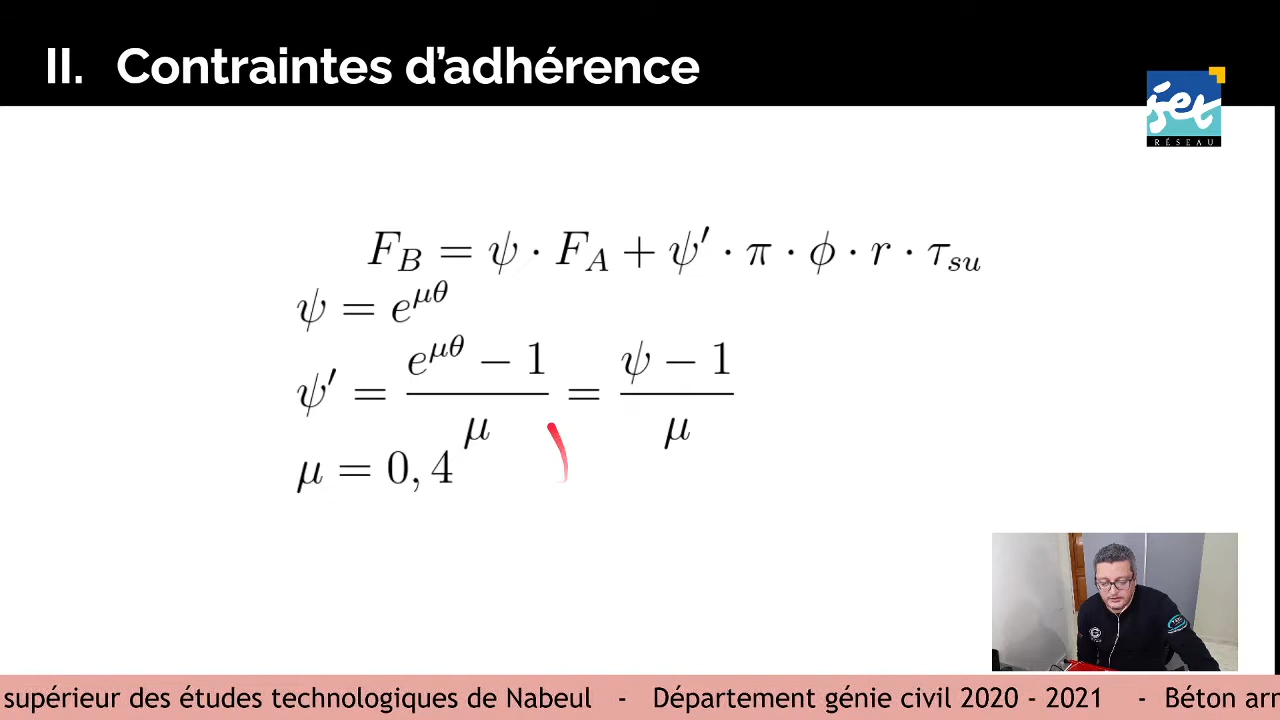 II. Contraintes d'adhérence
iset
RÉSEAU
F_B = ψ · F_A + ψ′ · π · ϕ · r · τ_su
ψ = e^{μθ}
ψ′ = (e^{μθ} − 1)/μ = (ψ − 1)/μ
μ = 0, 4
supérieur des études technologiques de Nabeul - Département génie civil 2020 - 2021 - Béton arm